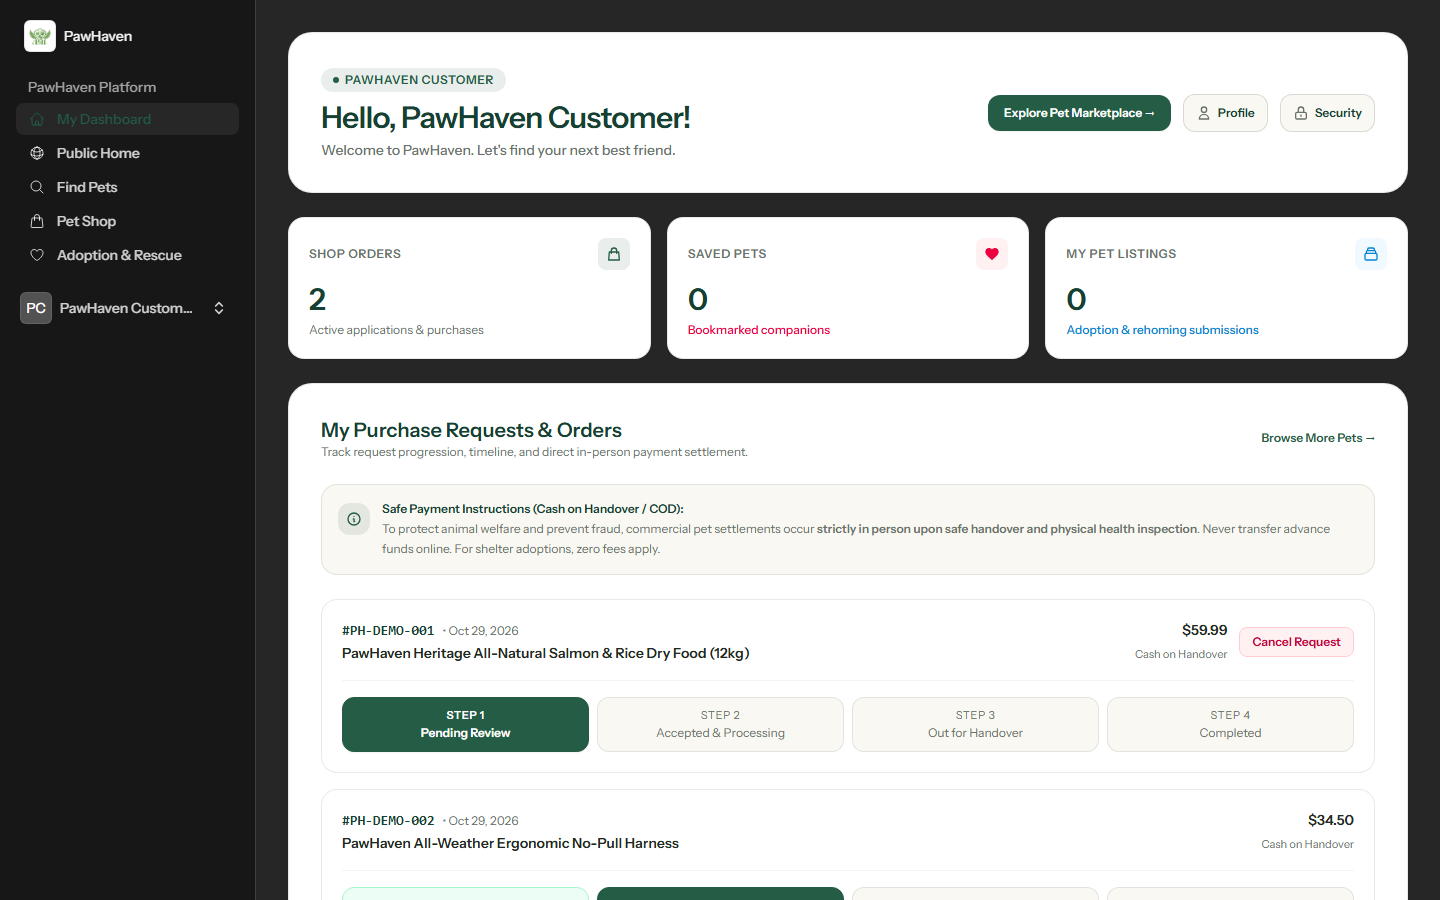 PawHaven
PawHaven Platform
My Dashboard
Public Home
Find Pets
Pet Shop
Adoption & Rescue
PC PawHaven Custom...
• PAWHAVEN CUSTOMER
Hello, PawHaven Customer!
Welcome to PawHaven. Let's find your next best friend.
Explore Pet Marketplace →
Profile
Security
SHOP ORDERS
2
Active applications & purchases
SAVED PETS
0
Bookmarked companions
MY PET LISTINGS
0
Adoption & rehoming submissions
My Purchase Requests & Orders
Track request progression, timeline, and direct in-person payment settlement.
Browse More Pets →
Safe Payment Instructions (Cash on Handover / COD):
To protect animal welfare and prevent fraud, commercial pet settlements occur strictly in person upon safe handover and physical health inspection. Never transfer advance
funds online. For shelter adoptions, zero fees apply.
#PH-DEMO-001 • Oct 29, 2026
PawHaven Heritage All-Natural Salmon & Rice Dry Food (12kg)
$59.99
Cash on Handover
Cancel Request
STEP 1
Pending Review
STEP 2
Accepted & Processing
STEP 3
Out for Handover
STEP 4
Completed
#PH-DEMO-002 • Oct 29, 2026
PawHaven All-Weather Ergonomic No-Pull Harness
$34.50
Cash on Handover